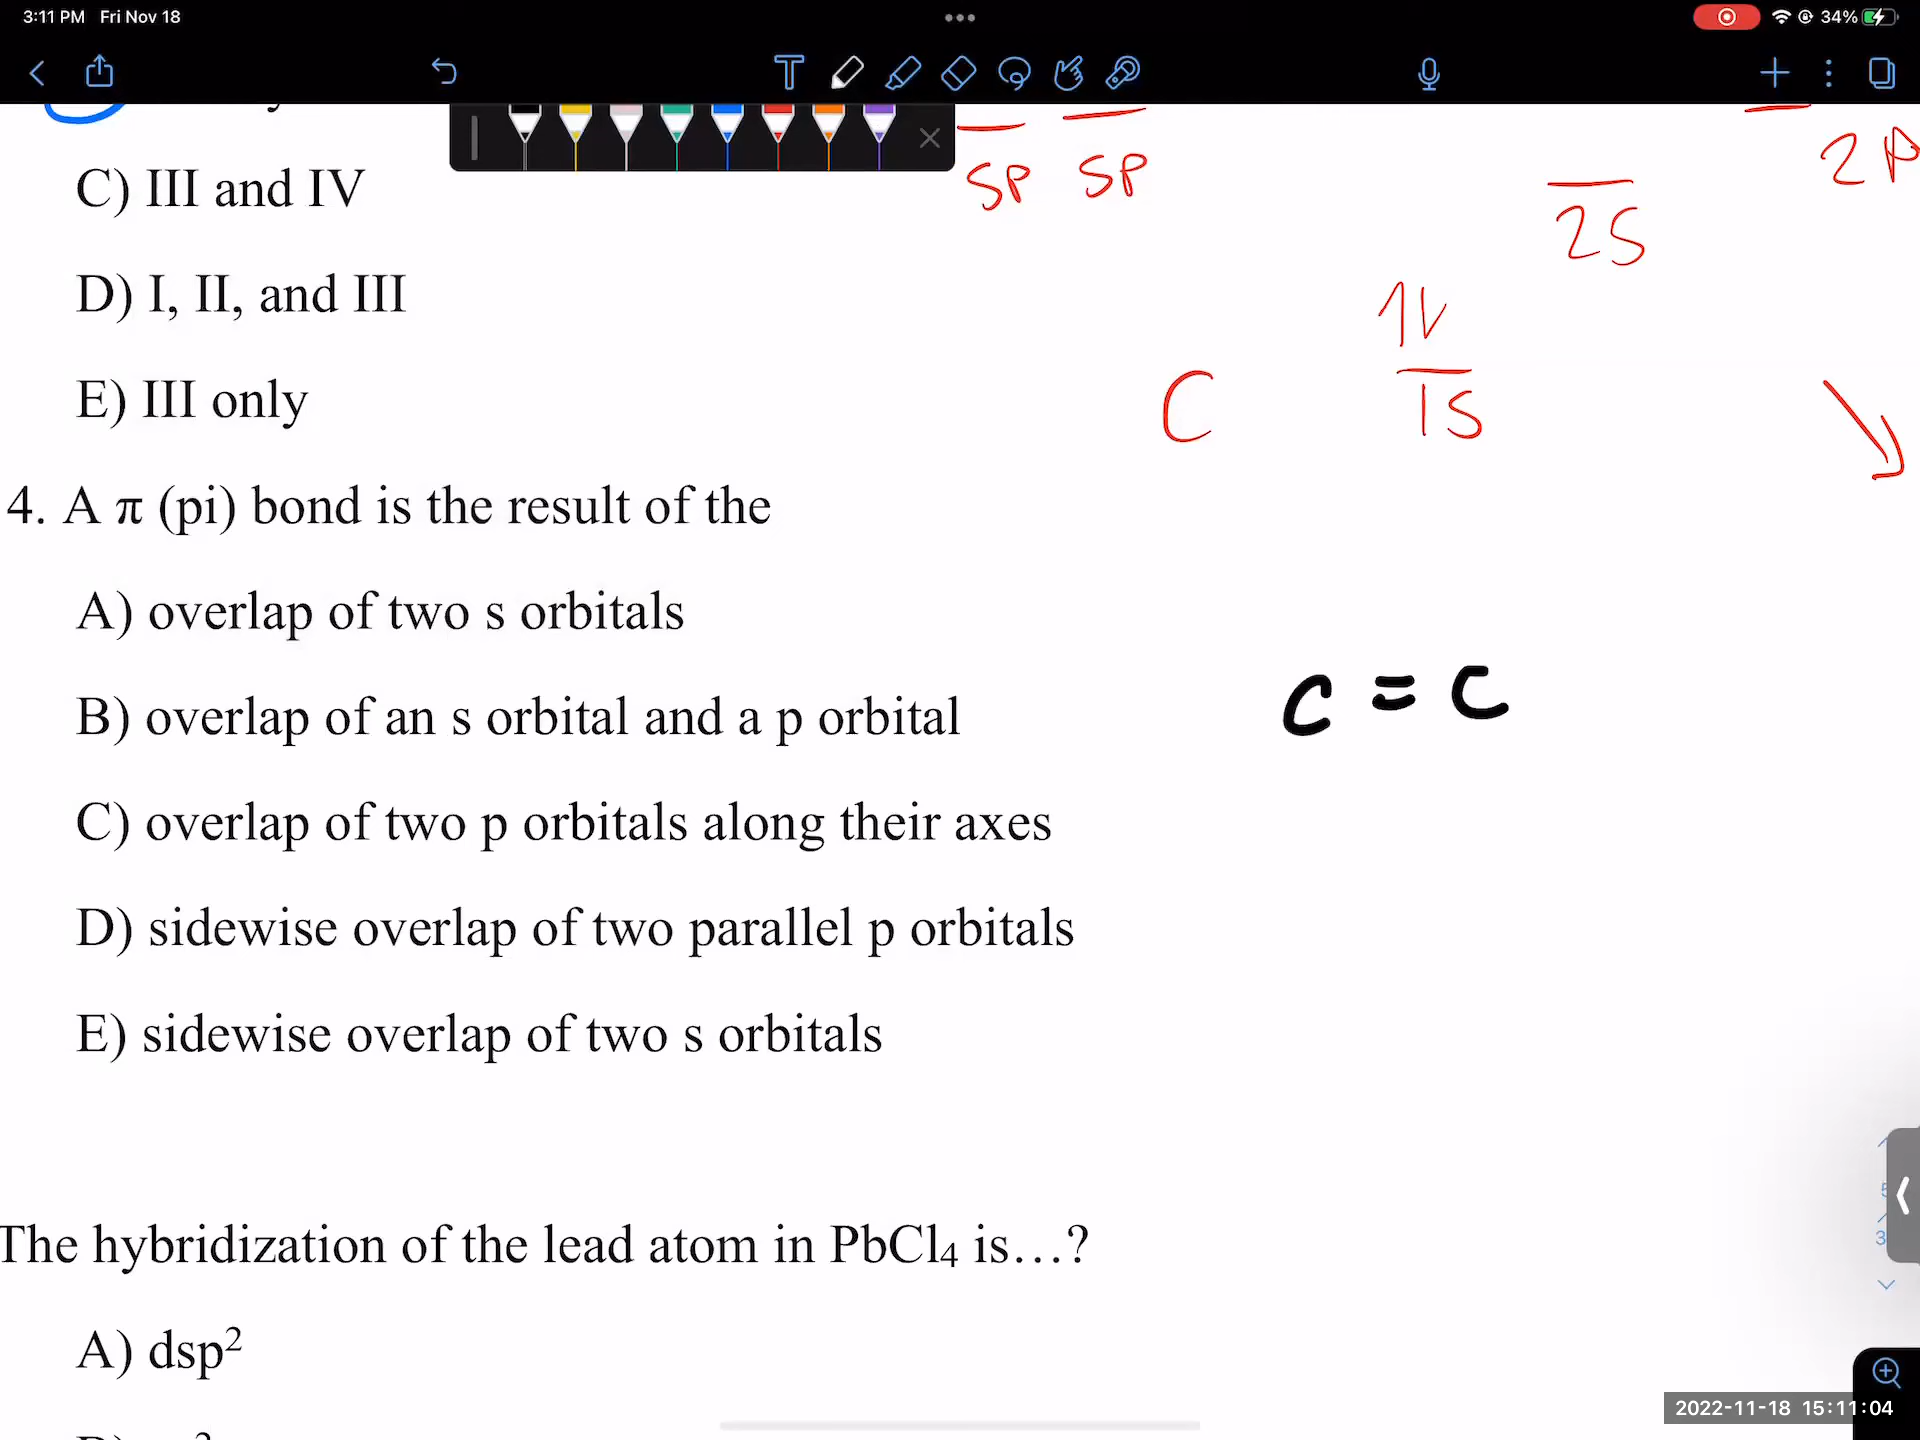 3:11 PM Fri Nov 18
34%
sp sp
2P
2S
C) III and IV
D) I, II, and III
1S
C
E) III only
4. A π (pi) bond is the result of the
A) overlap of two s orbitals
C = C
B) overlap of an s orbital and a p orbital
C) overlap of two p orbitals along their axes
D) sidewise overlap of two parallel p orbitals
E) sidewise overlap of two s orbitals
The hybridization of the lead atom in PbCl4 is…?
A) dsp²
2022-11-18 15:11:04